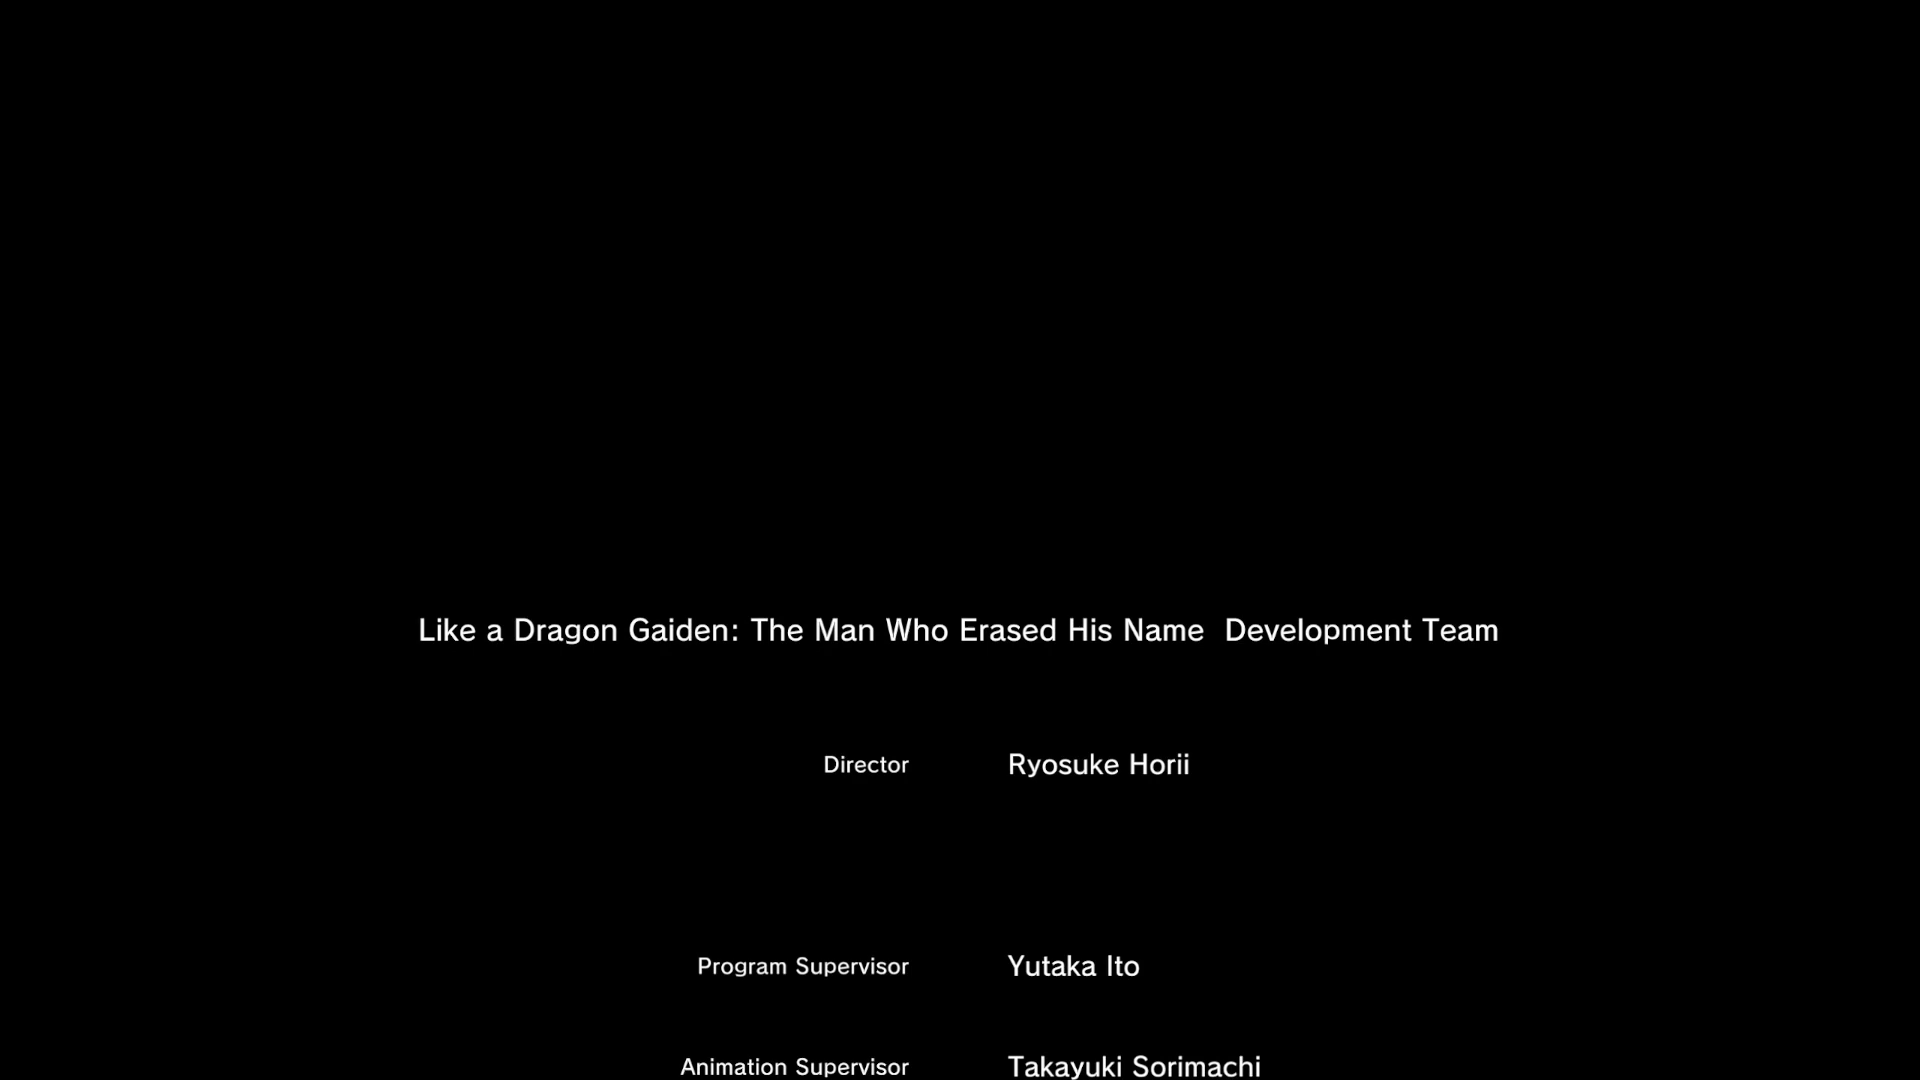 Like a Dragon Gaiden: The Man Who Erased His Name  Development Team
Director Ryosuke Horii
Program Supervisor Yutaka Ito
Animation Supervisor Takayuki Sorimachi